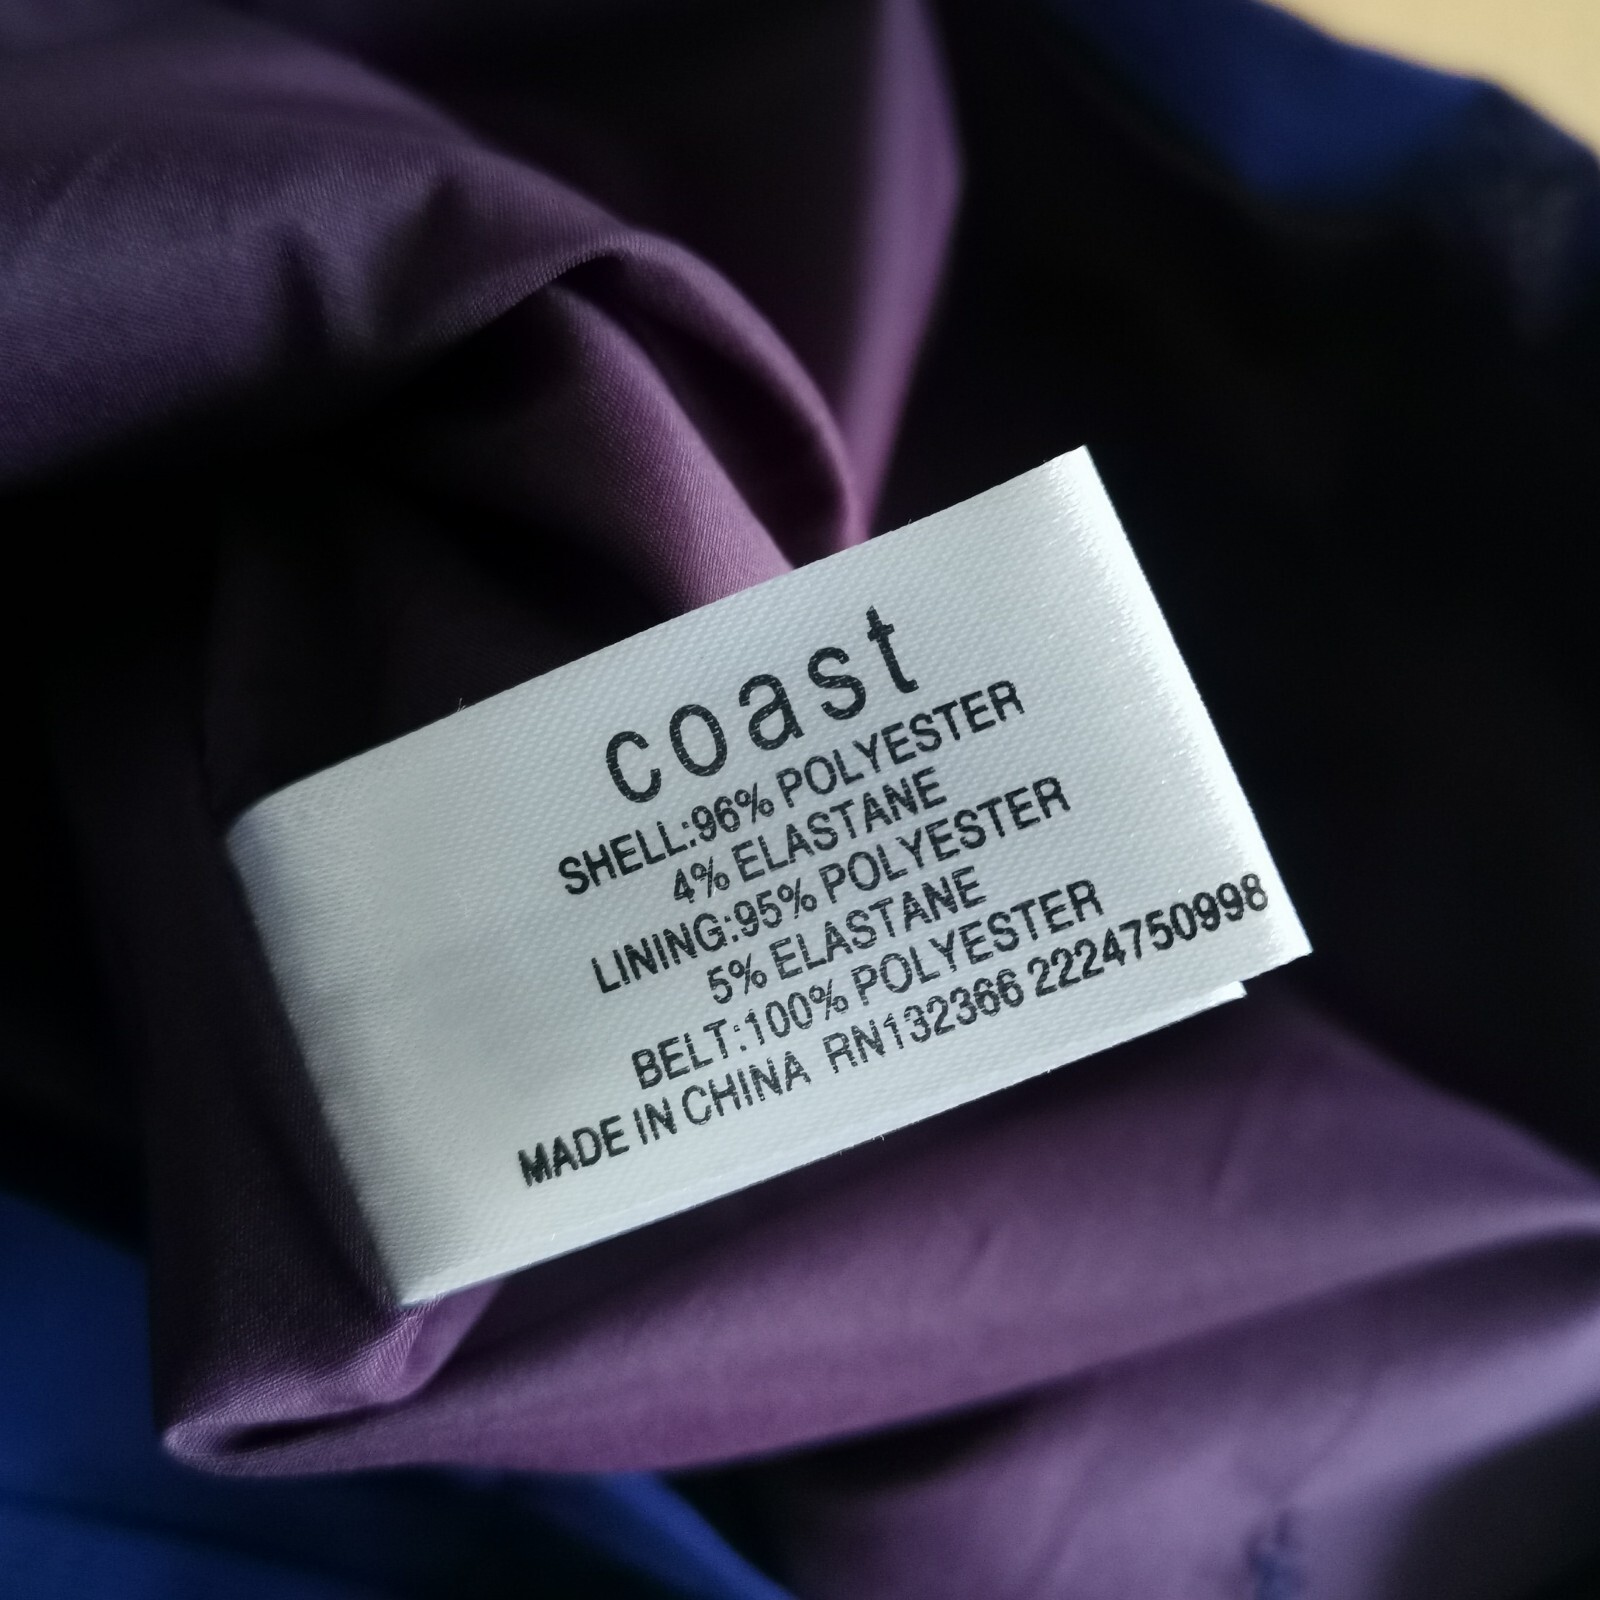 coast
SHELL:96% POLYESTER
4% ELASTANE
LINING:95% POLYESTER
5% ELASTANE
BELT:100% POLYESTER
MADE IN CHINA RN132366 2224750998